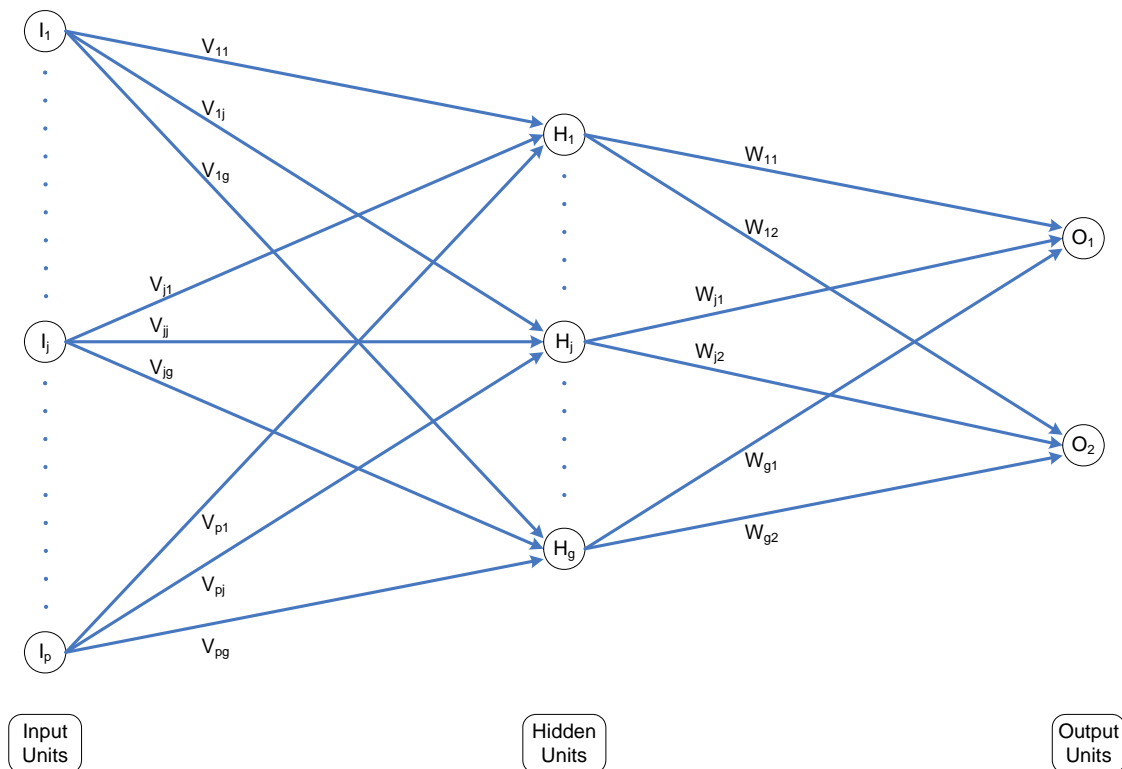 I₁
V₁₁
V₁ⱼ
H₁
W₁₁
V₁g
W₁₂
O₁
Vⱼ₁
Wⱼ₁
Iⱼ
Vⱼⱼ
Hⱼ
Wⱼ₂
Vⱼg
O₂
Wg₁
Vp₁
Wg₂
Hg
Vpⱼ
Vpg
Iₚ
Input
Units
Hidden
Units
Output
Units